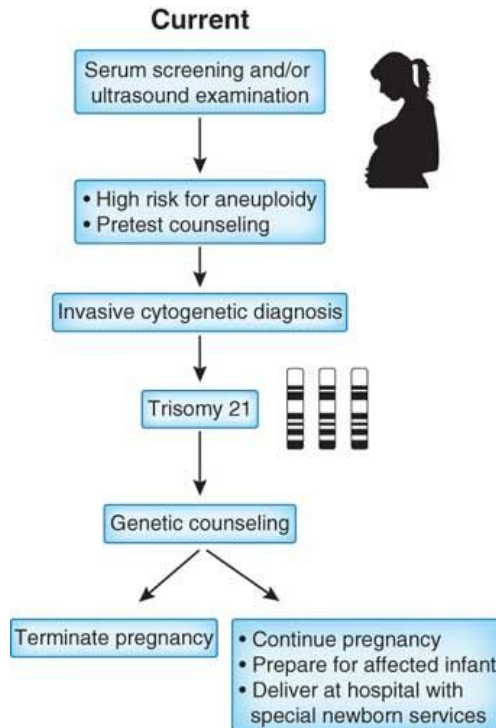 Current
Serum screening and/or
ultrasound examination
• High risk for aneuploidy
• Pretest counseling
Invasive cytogenetic diagnosis
Trisomy 21
Genetic counseling
Terminate pregnancy
• Continue pregnancy
• Prepare for affected infant
• Deliver at hospital with
special newborn services